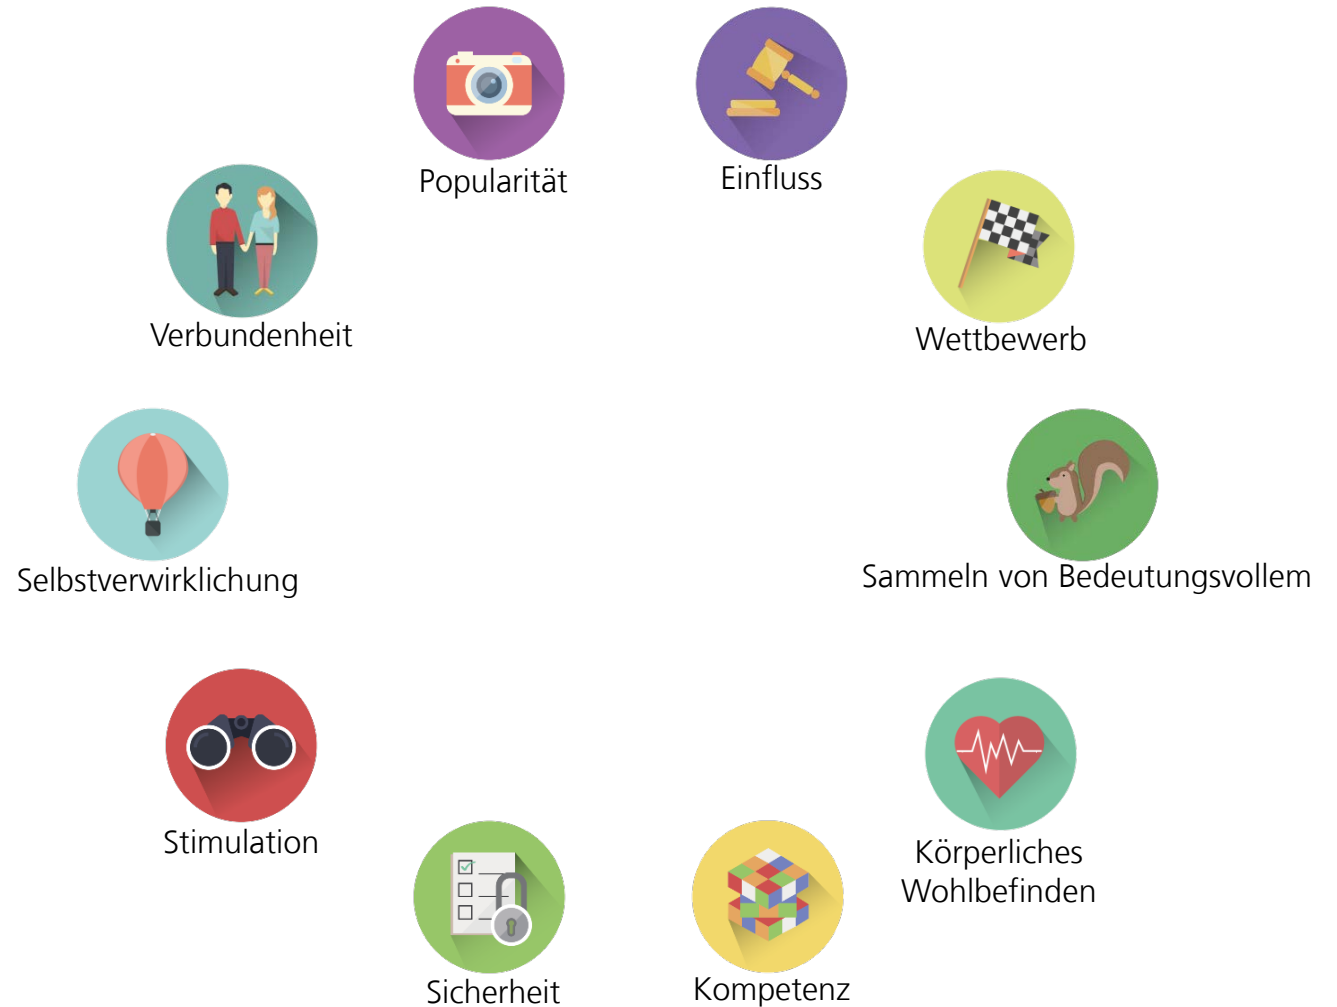 Popularität
Einfluss
Verbundenheit
Wettbewerb
Selbstverwirklichung
Sammeln von Bedeutungsvollem
Stimulation
Körperliches
Wohlbefinden
Sicherheit
Kompetenz